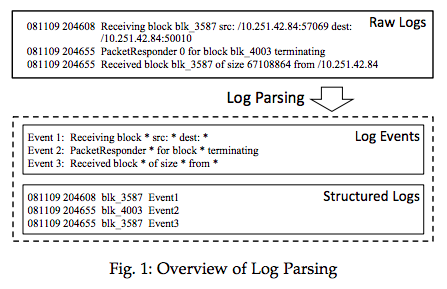 Raw Logs
081109 204608 Receiving block blk_3587 src: /10.251.42.84:57069 dest:
/10.251.42.84:50010
081109 204655 PacketResponder 0 for block blk_4003 terminating
081109 204655 Received block blk_3587 of size 67108864 from /10.251.42.84
Log Parsing
Log Events
Event 1: Receiving block * src: * dest: *
Event 2: PacketResponder * for block * terminating
Event 3: Received block * of size * from *
Structured Logs
081109 204608 blk_3587 Event1
081109 204655 blk_4003 Event2
081109 204655 blk_3587 Event3
Fig. 1: Overview of Log Parsing